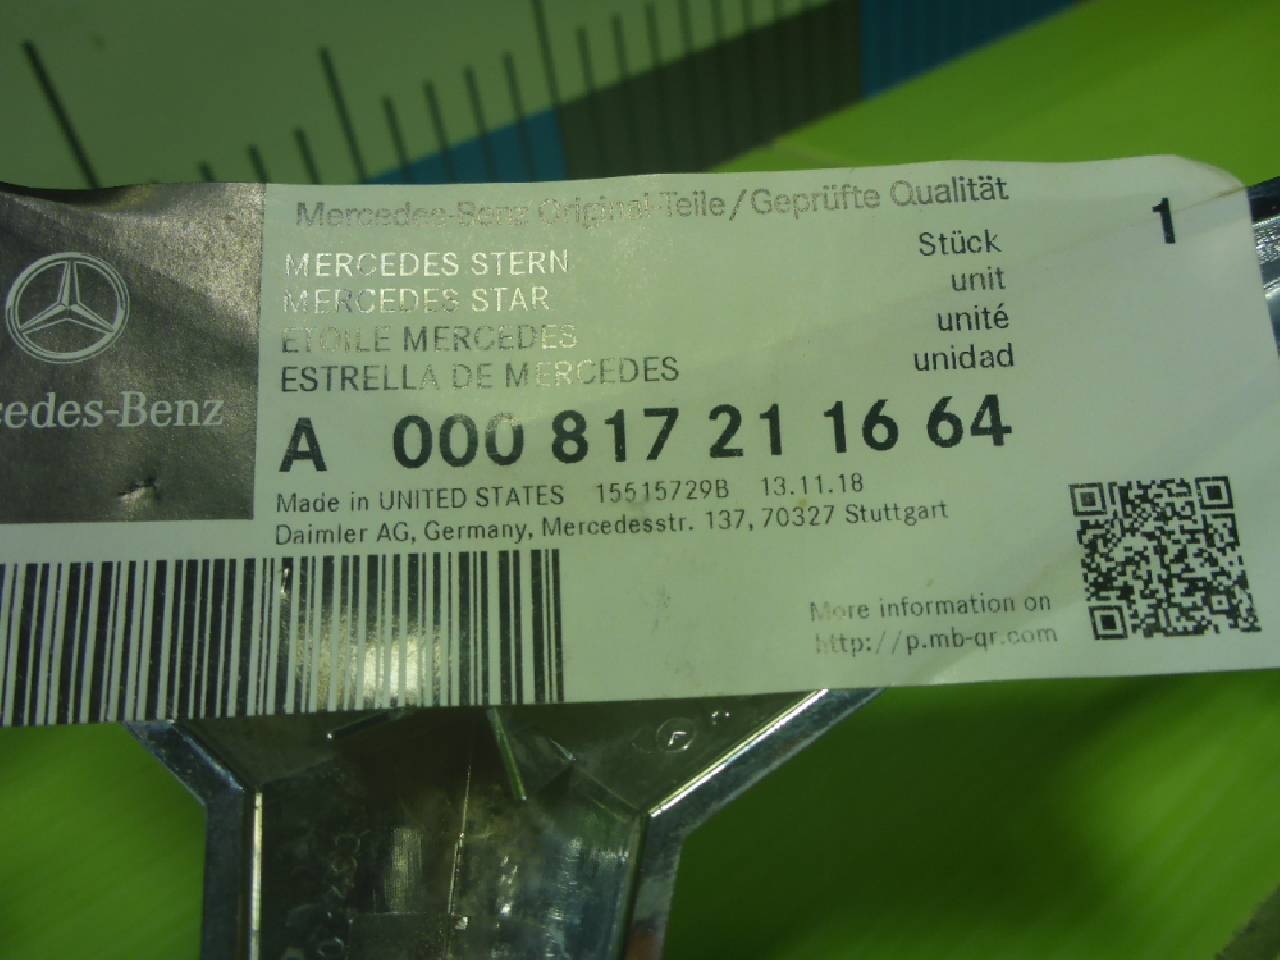 Mercedes-Benz Original-Teile/Geprüfte Qualität
MERCEDES STERN
MERCEDES STAR
ETOILE MERCEDES
ESTRELLA DE MERCEDES
Stück
unit
unité
unidad
1
cedes-Benz
A 000 817 21 16 64
Made in UNITED STATES 15515729B 13.11.18
Daimler AG, Germany, Mercedesstr. 137, 70327 Stuttgart
More information on
http://p.mb-qr.com